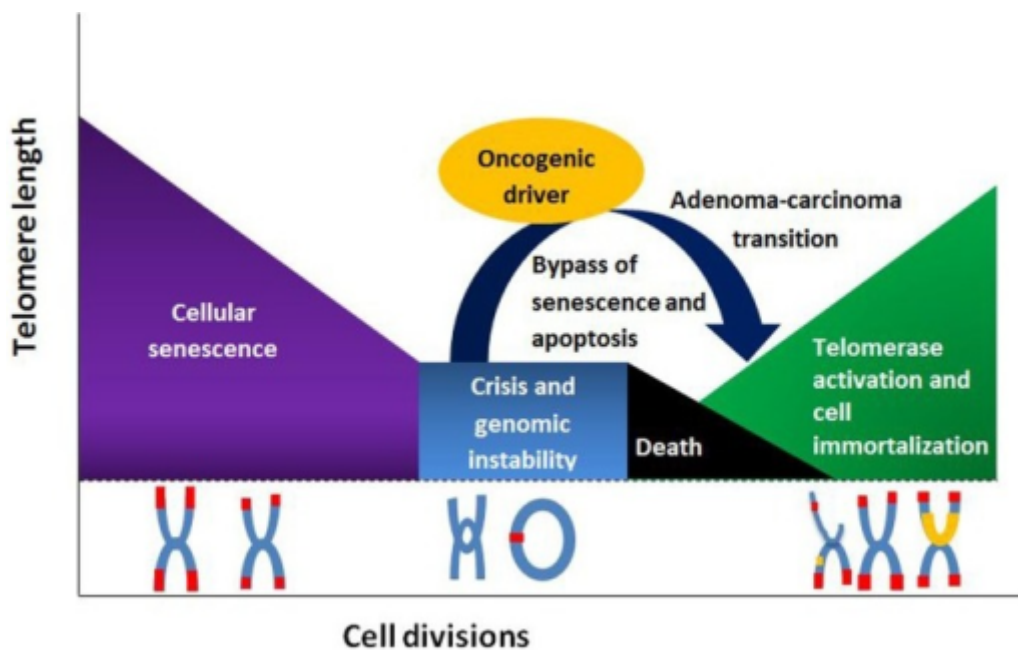 Telomere length
Oncogenic
driver
Adenoma-carcinoma
transition
Bypass of
senescence and
apoptosis
Cellular
senescence
Crisis and
genomic
instability
Death
Telomerase
activation and
cell
immortalization
Cell divisions